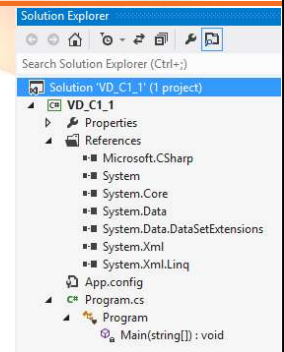 Solution Explorer
Search Solution Explorer (Ctrl+;)
Solution 'VD_C1_1' (1 project)
C# VD_C1_1
Properties
References
Microsoft.CSharp
System
System.Core
System.Data
System.Data.DataSetExtensions
System.Xml
System.Xml.Linq
App.config
C# Program.cs
Program
Main(string[]) : void